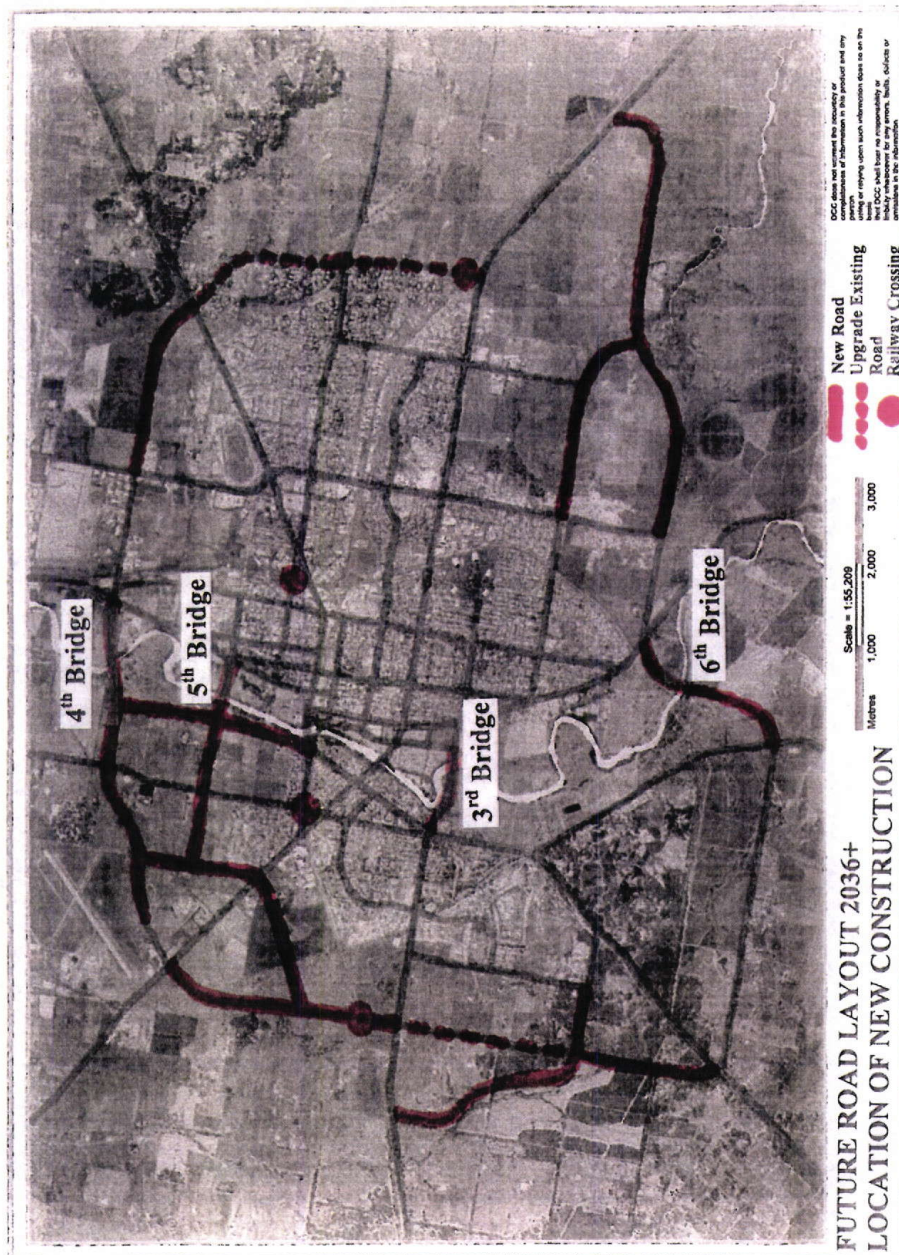 4th Bridge
5th Bridge
3rd Bridge
6th Bridge
FUTURE ROAD LAYOUT 2036+
LOCATION OF NEW CONSTRUCTION
Scale = 1:55,209
Metres 1,000 2,000 3,000
New Road
Upgrade Existing
Road
Railway Crossing
DCC does not warrant the accuracy or
completeness of information in this product and any
person
using or relying upon such information does so on the
basis
that DCC shall bear no responsibility or
liability whatsoever for any errors, faults, defects or
omissions in the information